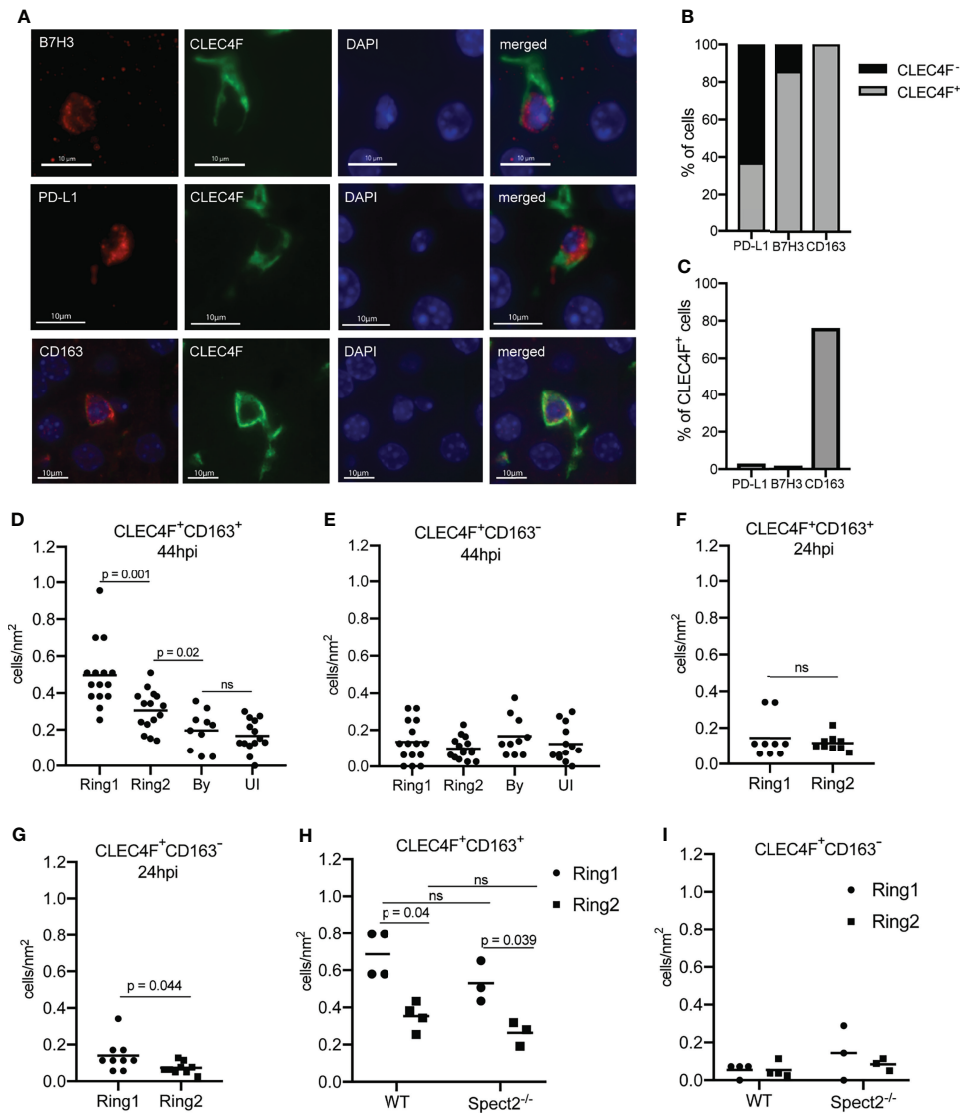 A
B7H3 CLEC4F DAPI merged
10 µm 10 µm 10 µm 10 µm
PD-L1 CLEC4F DAPI merged
10µm 10µm 10µm 10µm
CD163 CLEC4F DAPI merged
10µm 10µm 10µm 10µm
B
% of cells
100
80
60
40
20
0
PD-L1 B7H3 CD163
CLEC4F-
CLEC4F+
C
% of CLEC4F+ cells
100
80
60
40
20
0
PD-L1 B7H3 CD163
D
CLEC4F+CD163+
44hpi
cells/nm2
1.2
1.0
0.8
0.6
0.4
0.2
0.0
p = 0.001
p = 0.02
ns
Ring1 Ring2 By UI
E
CLEC4F+CD163-
44hpi
cells/nm2
1.2
1.0
0.8
0.6
0.4
0.2
0.0
Ring1 Ring2 By UI
F
CLEC4F+CD163+
24hpi
cells/nm2
1.2
1.0
0.8
0.6
0.4
0.2
0.0
ns
Ring1 Ring2
G
CLEC4F+CD163-
24hpi
cells/nm2
1.2
1.0
0.8
0.6
0.4
0.2
0.0
p = 0.044
Ring1 Ring2
H
CLEC4F+CD163+
cells/nm2
1.2
1.0
0.8
0.6
0.4
0.2
0.0
ns
ns
p = 0.04
p = 0.039
Ring1
Ring2
WT Spect2-/-
I
CLEC4F+CD163-
cells/nm2
1.2
1.0
0.8
0.6
0.4
0.2
0.0
Ring1
Ring2
WT Spect2-/-